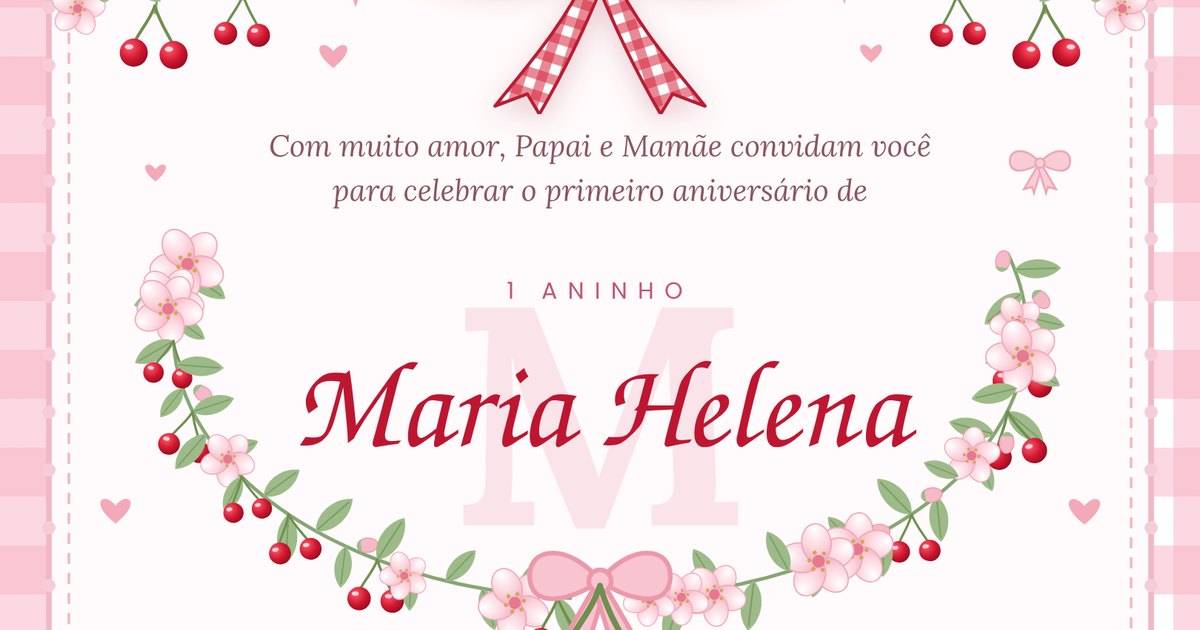 Com muito amor, Papai e Mamãe convidam você
para celebrar o primeiro aniversário de
1 ANINHO
M
Maria Helena